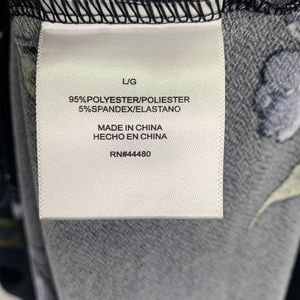 L/G
95%POLYESTER/POLIESTER
5%SPANDEX/ELASTANO
MADE IN CHINA
HECHO EN CHINA
RN#44480